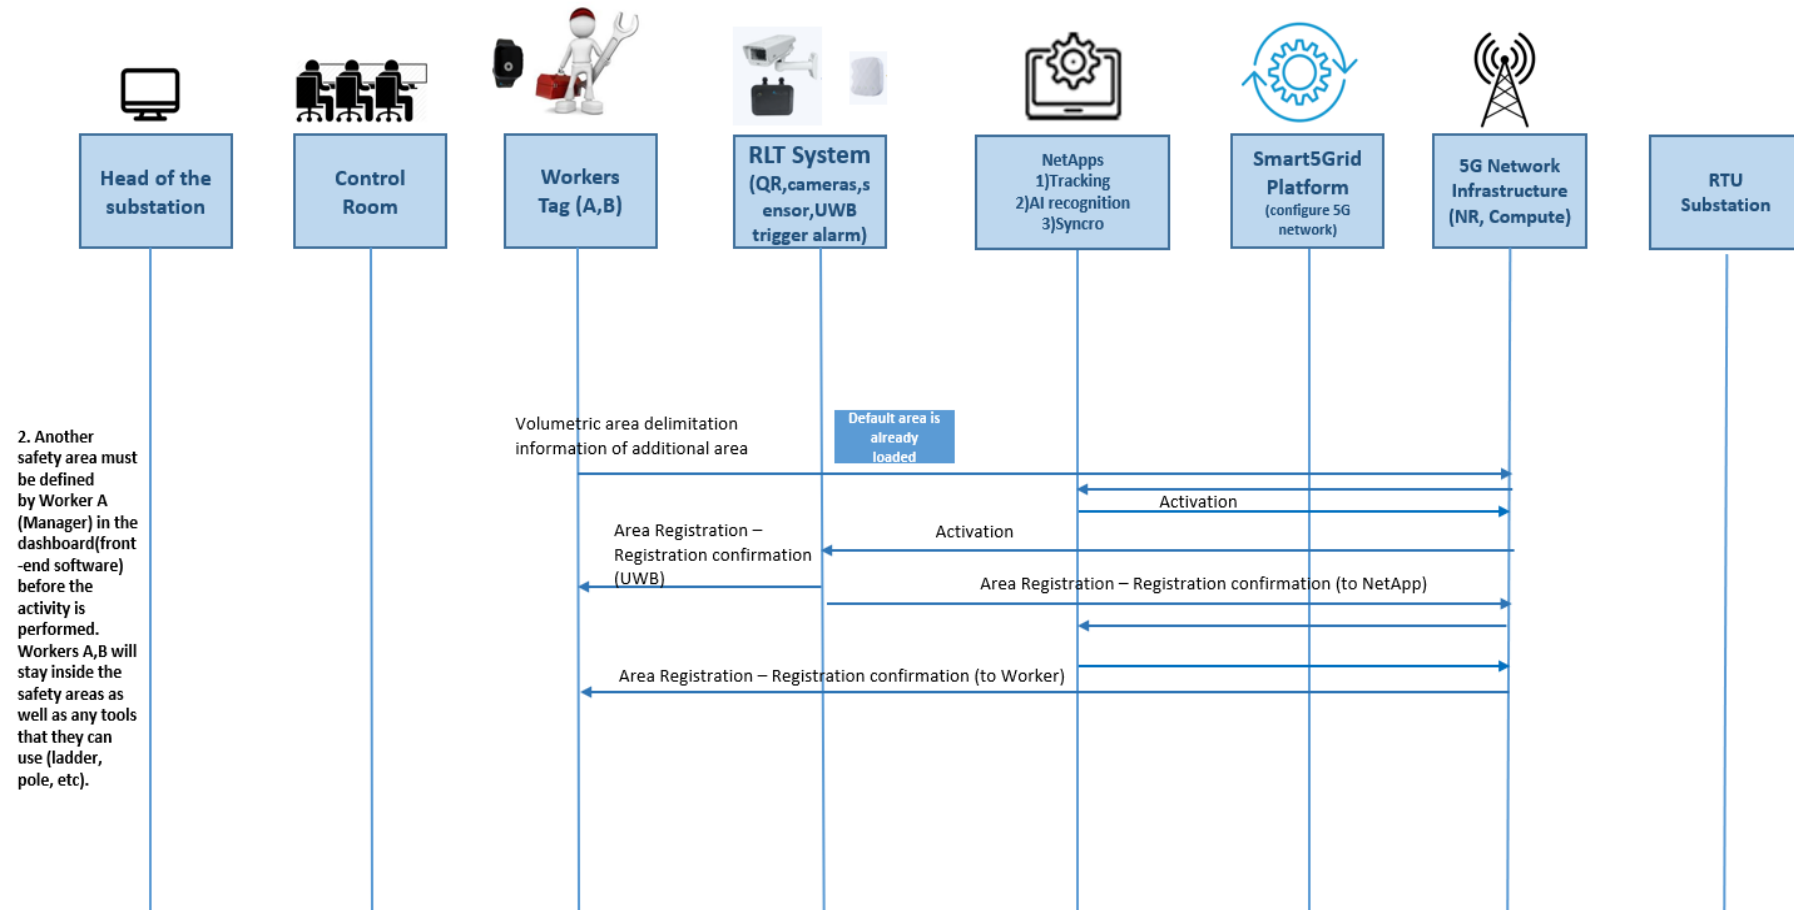 Head of the
substation
Control
Room
Workers
Tag (A,B)
RLT System
(QR,cameras,s
ensor,UWB
trigger alarm)
NetApps
1)Tracking
2)AI recognition
3)Syncro
Smart5Grid
Platform
(configure 5G
network)
5G Network
Infrastructure
(NR, Compute)
RTU
Substation
2. Another
safety area must
be defined
by Worker A
(Manager) in the
dashboard(front
-end software)
before the
activity is
performed.
Workers A,B will
stay inside the
safety areas as
well as any tools
that they can
use (ladder,
pole, etc).
Volumetric area delimitation
information of additional area
Default area is
already
loaded
Activation
Activation
Area Registration –
Registration confirmation
(UWB)
Area Registration – Registration confirmation (to NetApp)
Area Registration – Registration confirmation (to Worker)